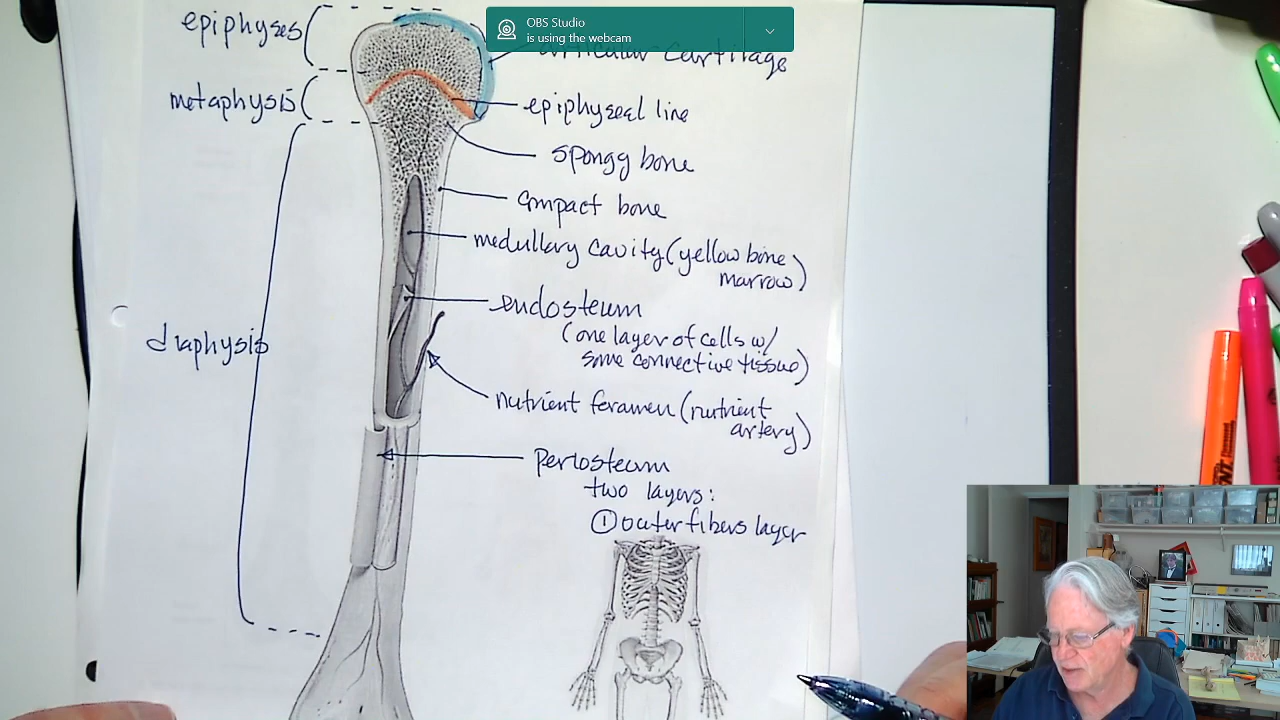 OBS Studio
is using the webcam
epiphyses
articular cartilage
metaphysis
epiphyseal line
spongy bone
compact bone
medullary cavity (yellow bone
marrow)
endosteum
(one layer of cells w/
some connective tissue)
diaphysis
nutrient foramen (nutrient
artery)
periosteum
two layers:
① outer fibers layer